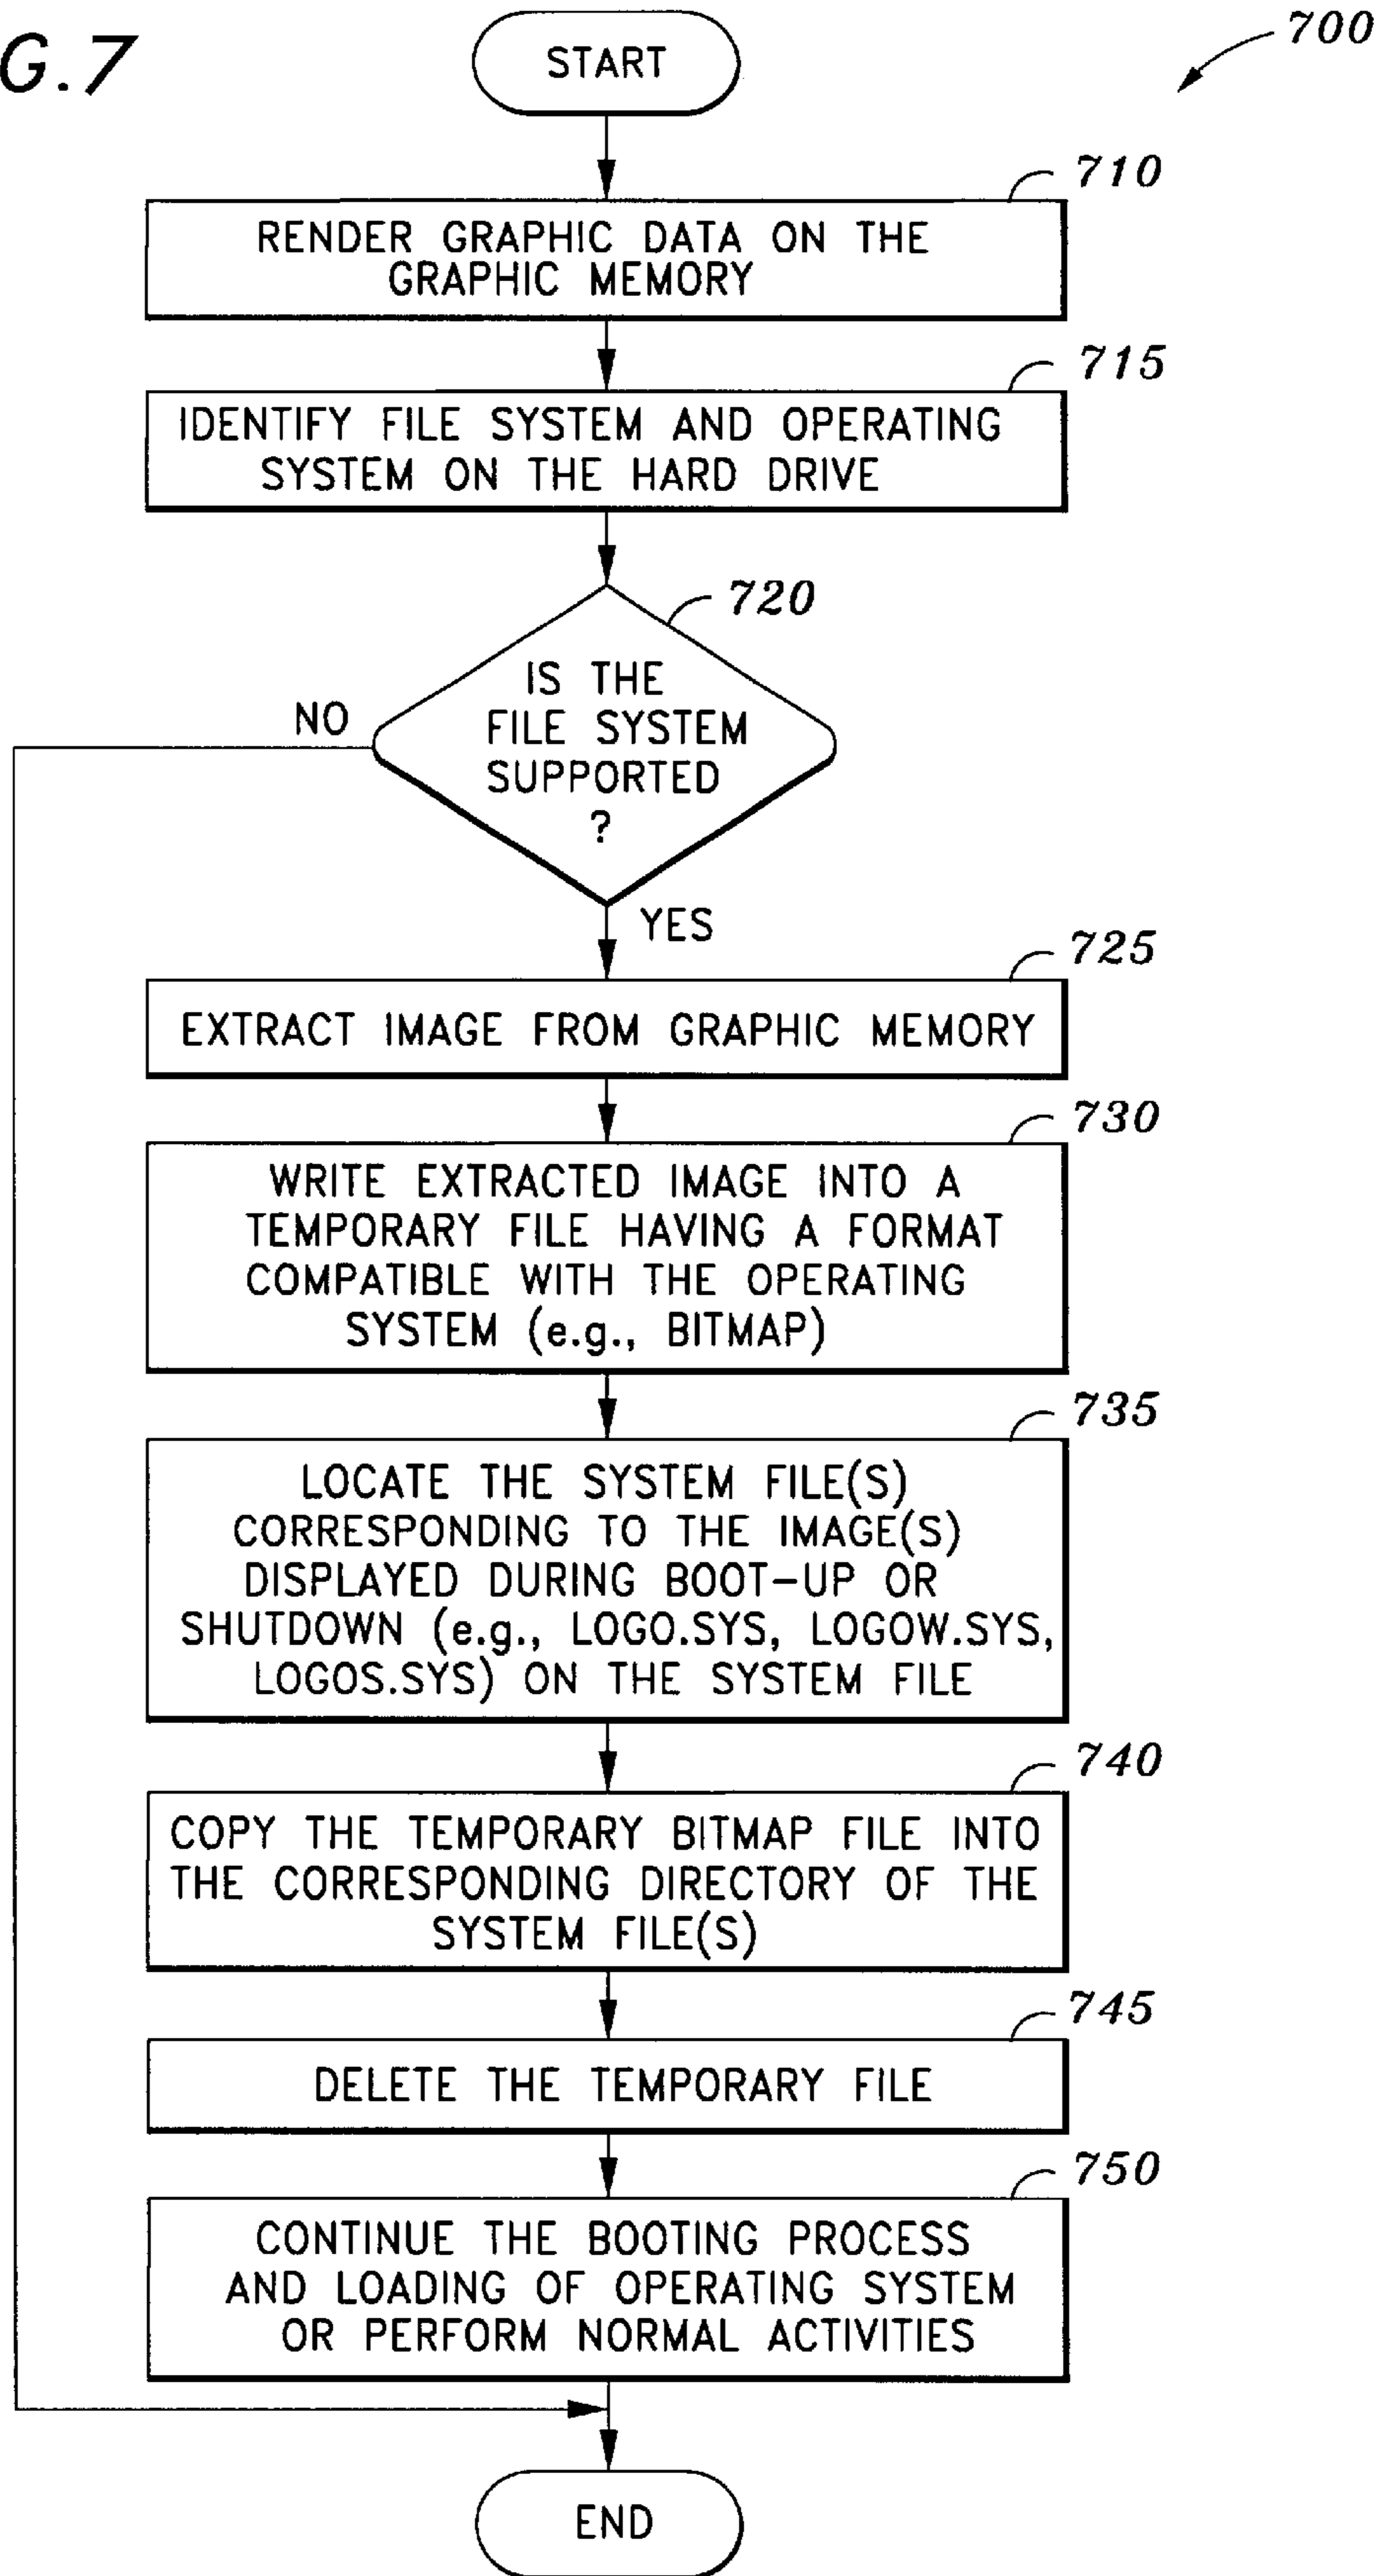 G.7
START
700
710
RENDER GRAPHIC DATA ON THE
GRAPHIC MEMORY
715
IDENTIFY FILE SYSTEM AND OPERATING
SYSTEM ON THE HARD DRIVE
720
IS THE
FILE SYSTEM
SUPPORTED
?
NO
YES
725
EXTRACT IMAGE FROM GRAPHIC MEMORY
730
WRITE EXTRACTED IMAGE INTO A
TEMPORARY FILE HAVING A FORMAT
COMPATIBLE WITH THE OPERATING
SYSTEM (e.g., BITMAP)
735
LOCATE THE SYSTEM FILE(S)
CORRESPONDING TO THE IMAGE(S)
DISPLAYED DURING BOOT-UP OR
SHUTDOWN (e.g., LOGO.SYS, LOGOW.SYS,
LOGOS.SYS) ON THE SYSTEM FILE
740
COPY THE TEMPORARY BITMAP FILE INTO
THE CORRESPONDING DIRECTORY OF THE
SYSTEM FILE(S)
745
DELETE THE TEMPORARY FILE
750
CONTINUE THE BOOTING PROCESS
AND LOADING OF OPERATING SYSTEM
OR PERFORM NORMAL ACTIVITIES
END